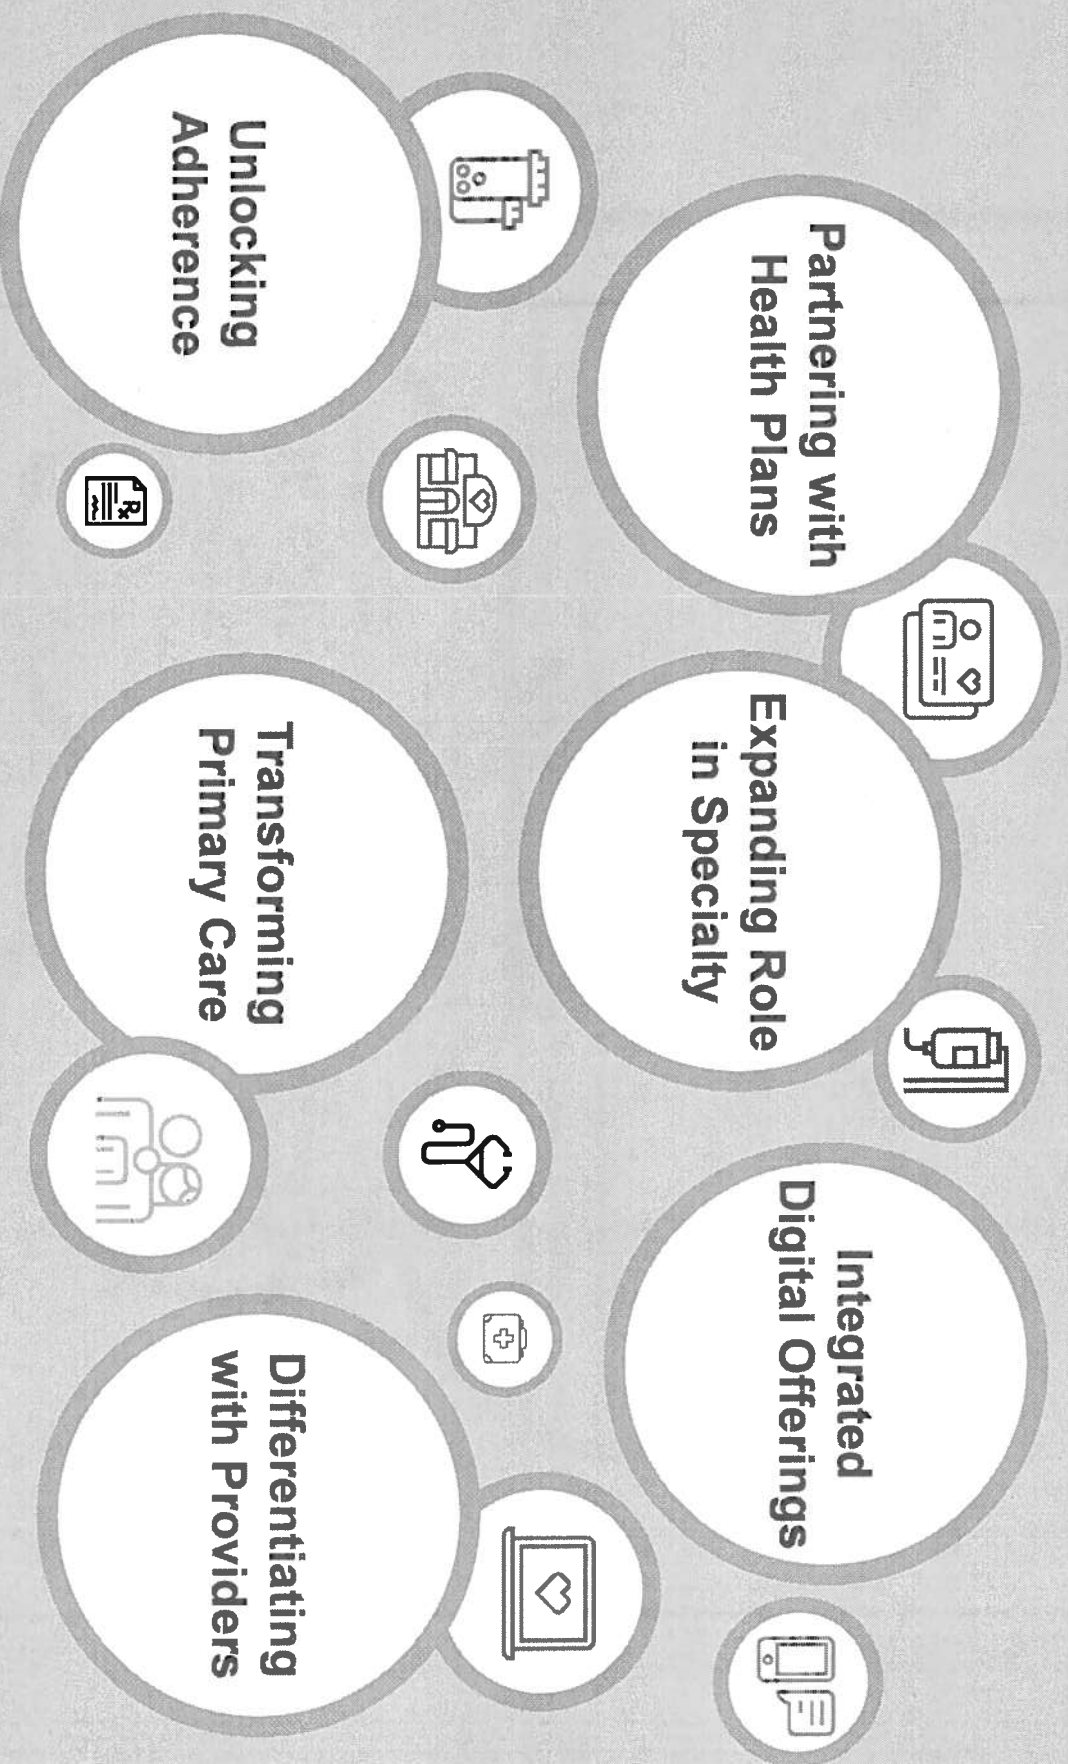 Partnering with
Health Plans
Expanding Role
in Specialty
Integrated
Digital Offerings
Unlocking
Adherence
Rx
Transforming
Primary Care
Differentiating
with Providers